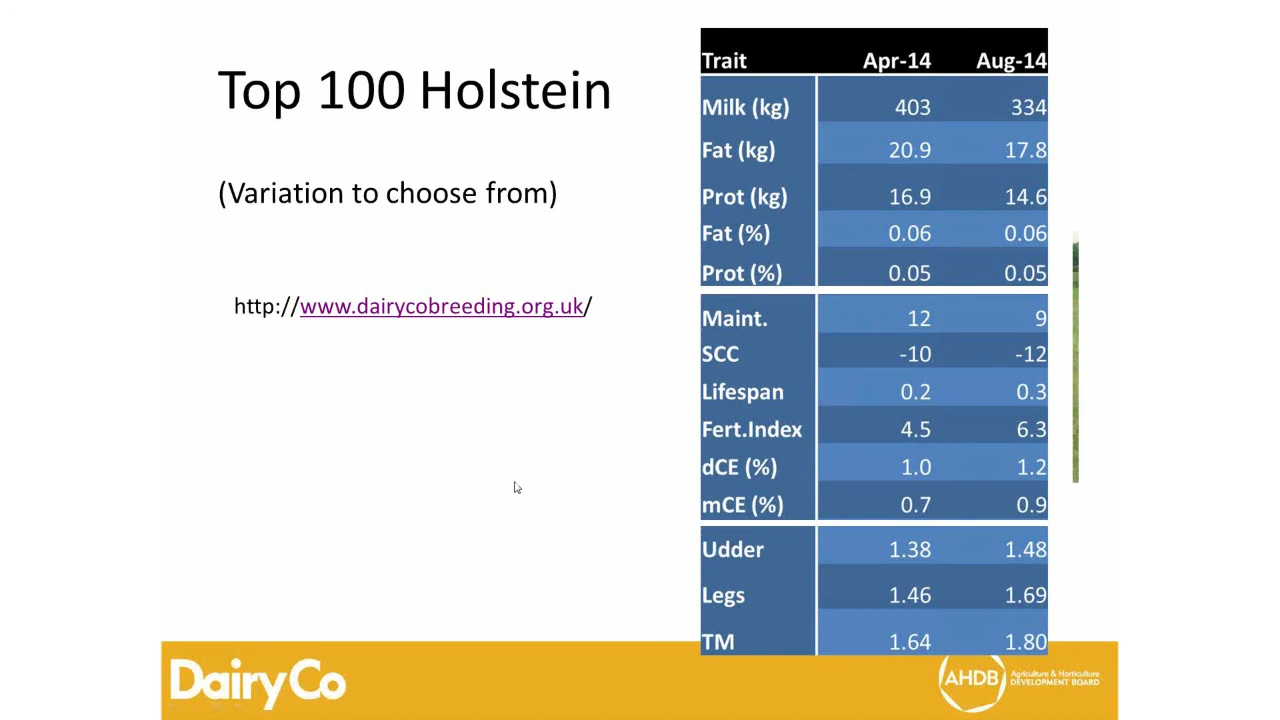 Top 100 Holstein
(Variation to choose from)
http://www.dairycobreeding.org.uk/
Trait Apr-14 Aug-14
Milk (kg) 403 334
Fat (kg) 20.9 17.8
Prot (kg) 16.9 14.6
Fat (%) 0.06 0.06
Prot (%) 0.05 0.05
Maint. 12 9
SCC -10 -12
Lifespan 0.2 0.3
Fert.Index 4.5 6.3
dCE (%) 1.0 1.2
mCE (%) 0.7 0.9
Udder 1.38 1.48
Legs 1.46 1.69
TM 1.64 1.80
DairyCo
AHDB
Agriculture & Horticulture
DEVELOPMENT BOARD